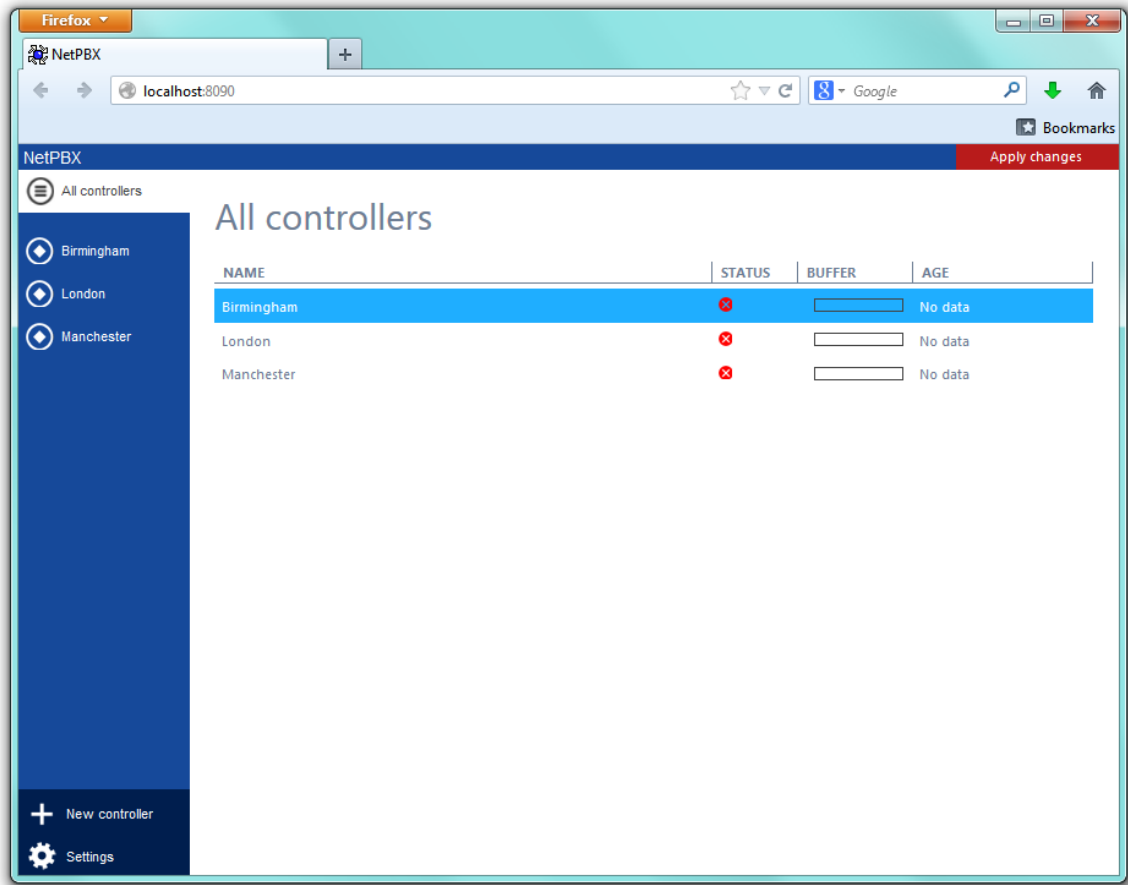 Firefox
NetPBX
localhost:8090
Google
Bookmarks
NetPBX
Apply changes
All controllers
Birmingham
London
Manchester
All controllers
NAME STATUS BUFFER AGE
Birmingham No data
London No data
Manchester No data
New controller
Settings